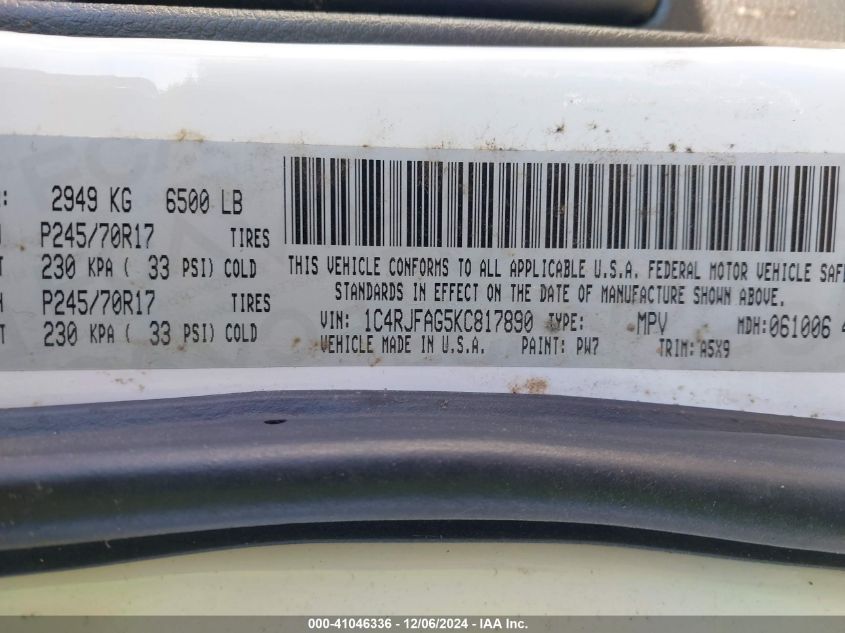 2949 KG 6500 LB
P245/70R17 TIRES
230 KPA ( 33 PSI) COLD
P245/70R17 TIRES
230 KPA ( 33 PSI) COLD
THIS VEHICLE CONFORMS TO ALL APPLICABLE U.S.A. FEDERAL MOTOR VEHICLE SAFE
STANDARDS IN EFFECT ON THE DATE OF MANUFACTURE SHOWN ABOVE.
VIN: 1C4RJFAG5KC817890 TYPE: MPV MDH:061006 4
VEHICLE MADE IN U.S.A. PAINT: PW7 TRIM: A5X9
000-41046336 - 12/06/2024 - IAA Inc.